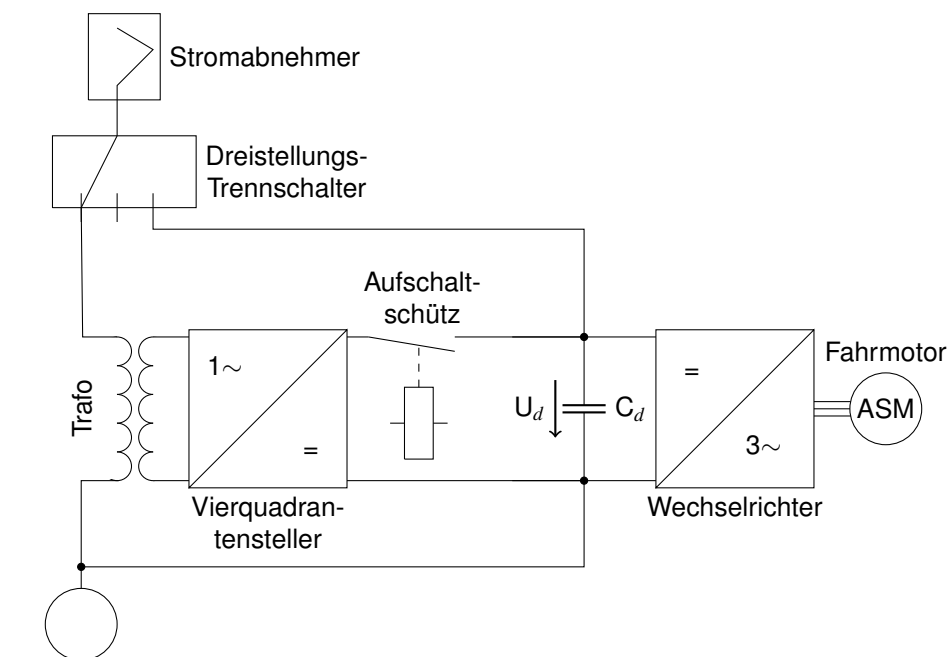 Stromabnehmer
Dreistellungs-
Trennschalter
Aufschalt-
schütz
Trafo
1~
=
U_d
C_d
=
3~
Fahrmotor
ASM
Vierquadran-
tensteller
Wechselrichter